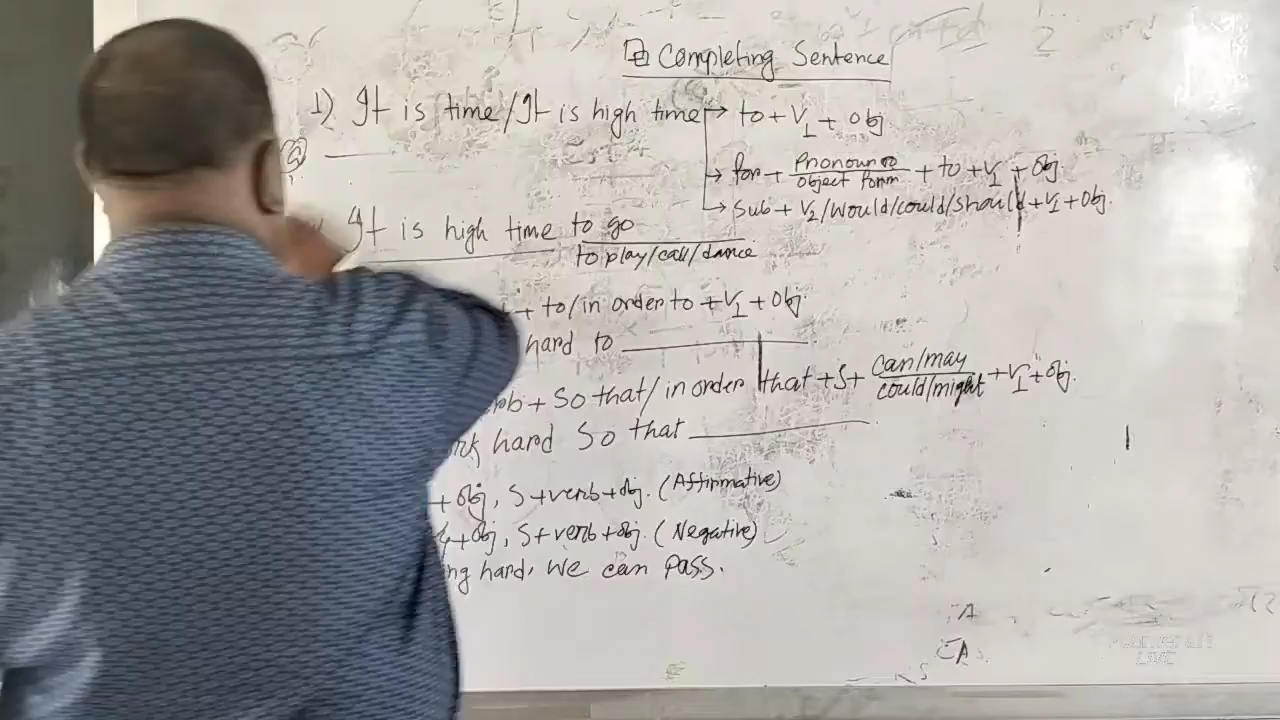 Completing Sentence
1) It is time/It is high time → to + V1 + Obj
→ for + Pronoun এর Object form + to + V1 + Obj.
→ Sub + V2/would/could/should + V1 + Obj.
It is high time to go
to play/call/dance
+ to/in order to + V1 + Obj.
hard to
+ So that/in order that + S + can/may could/might + V1 + Obj.
hard So that
+ obj, S + verb + obj. (Affirmative)
+ obj, S + verb + obj. (Negative)
hard, we can pass.